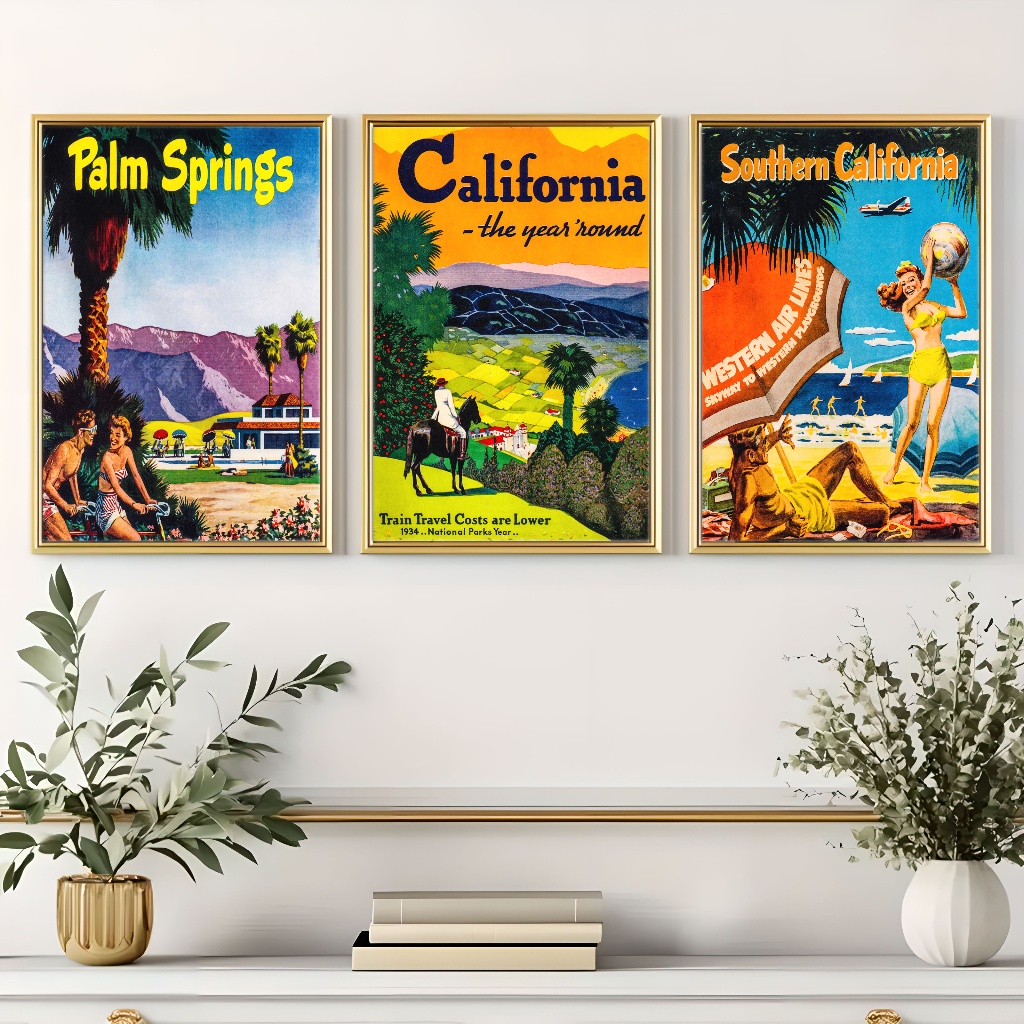 Palm Springs
California
- the year 'round
Train Travel Costs are Lower
1934..National Parks Year..
Southern California
WESTERN AIR LINES
SKYWAY TO WESTERN PLAYGROUNDS